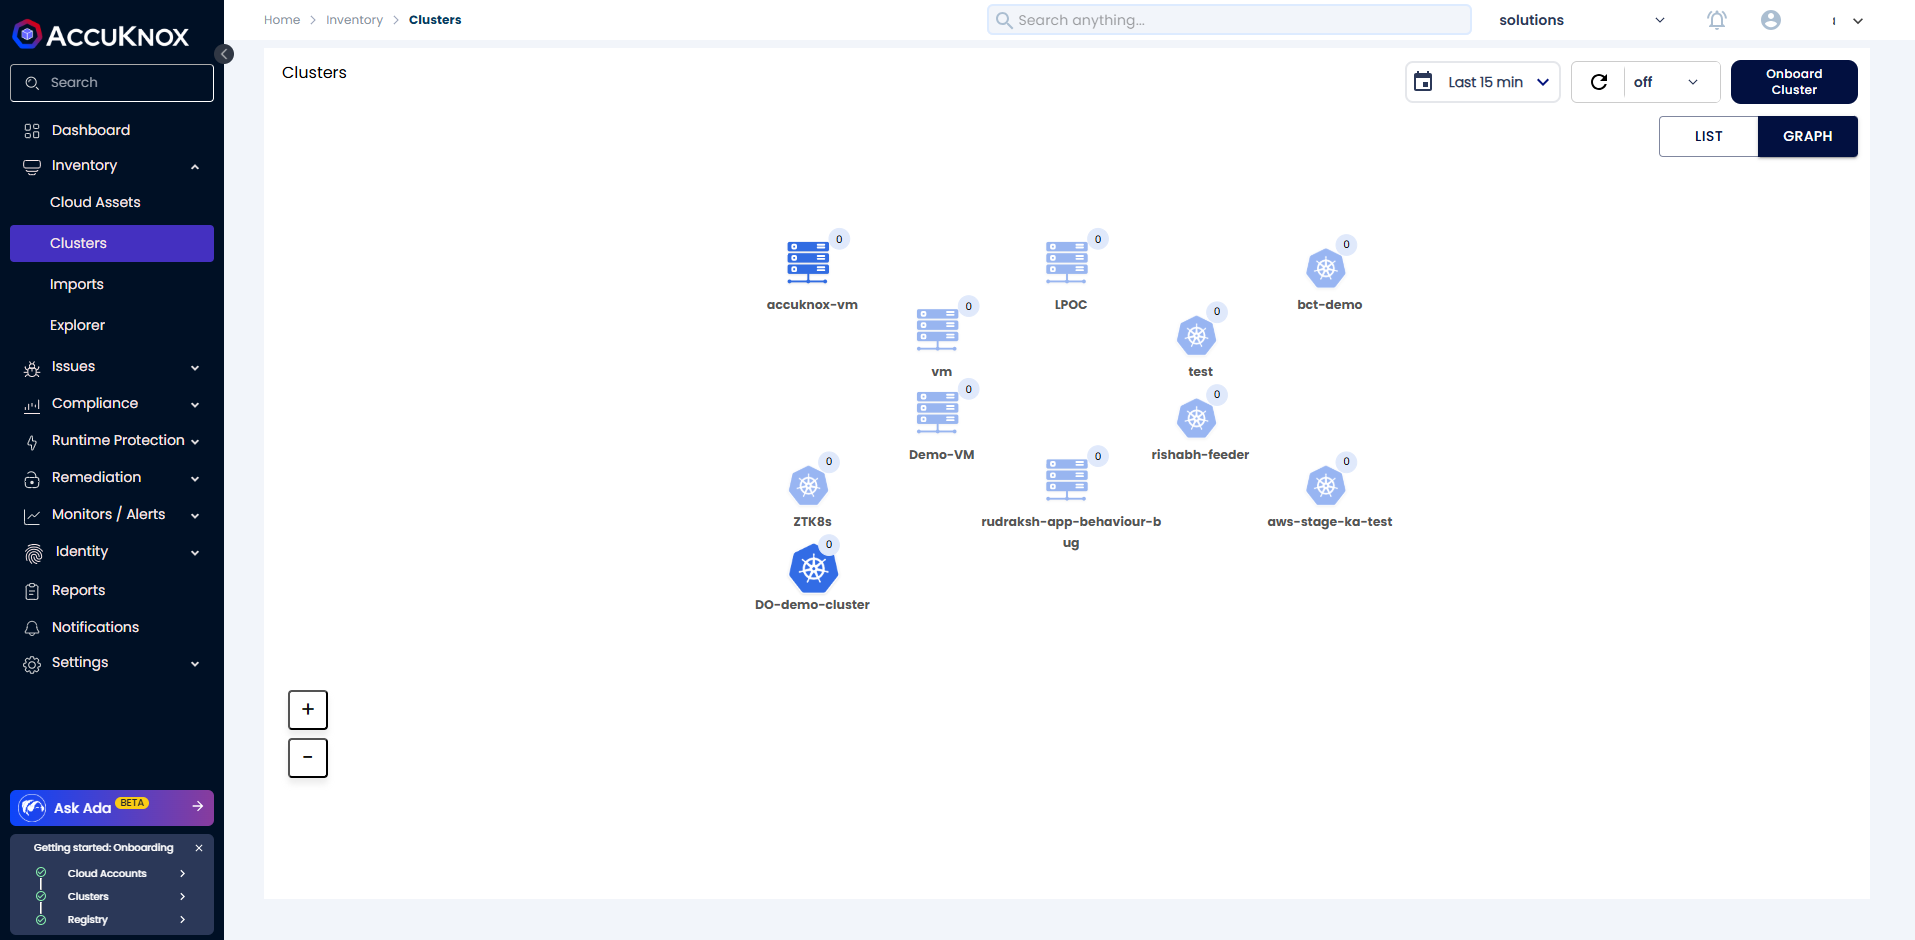 ACCUKNOX
Search
Dashboard
Inventory
Cloud Assets
Clusters
Imports
Explorer
Issues
Compliance
Runtime Protection
Remediation
Monitors / Alerts
Identity
Reports
Notifications
Settings
Ask Ada BETA
Getting started: Onboarding
Cloud Accounts
Clusters
Registry
Home > Inventory > Clusters
Search anything...
solutions
Clusters
Last 15 min
off
Onboard
Cluster
LIST
GRAPH
0
accuknox-vm
0
LPOC
0
bct-demo
0
vm
0
test
0
Demo-VM
0
rishabh-feeder
0
ZTK8s
0
rudraksh-app-behaviour-b
ug
0
aws-stage-ka-test
0
DO-demo-cluster
+
-